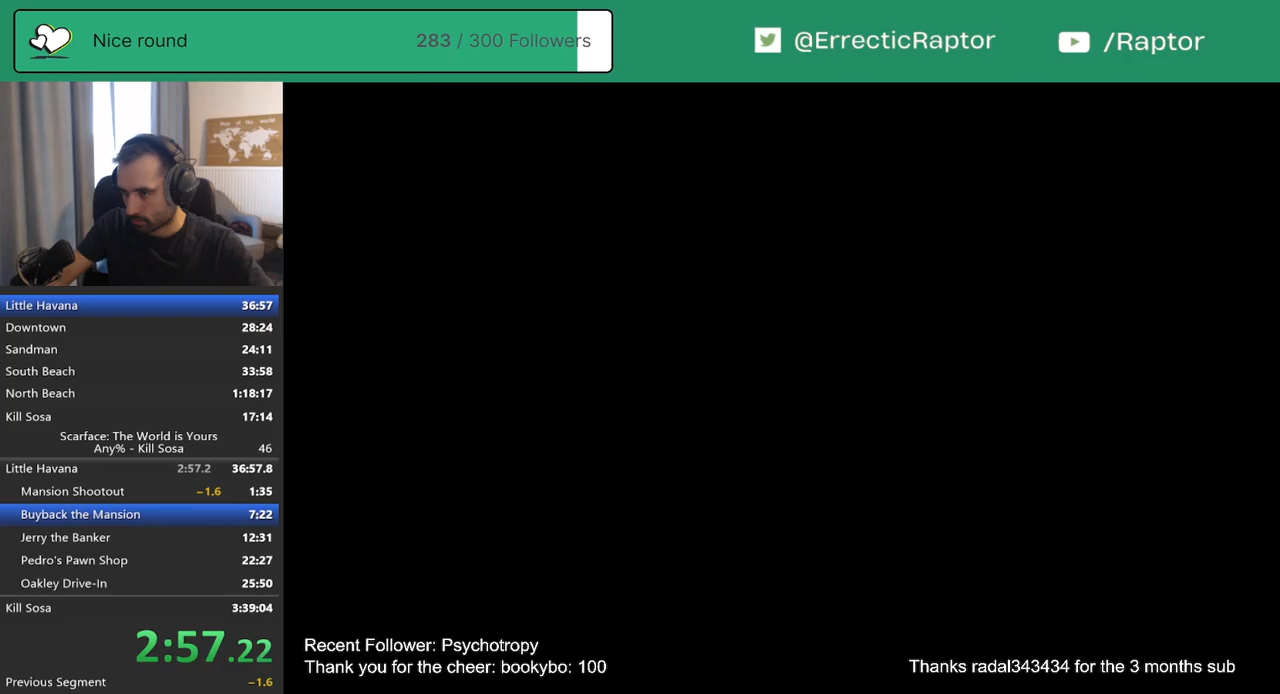 Nice round
283 / 300 Followers
@ErrecticRaptor
/Raptor
Little Havana 36:57
Downtown 28:24
Sandman 24:11
South Beach 33:58
North Beach 1:18:17
Kill Sosa 17:14
Scarface: The World is Yours
Any% - Kill Sosa 46
Little Havana 2:57.2 36:57.8
Mansion Shootout −1.6 1:35
Buyback the Mansion 7:22
Jerry the Banker 12:31
Pedro's Pawn Shop 22:27
Oakley Drive-In 25:50
Kill Sosa 3:39:04
2:57.22
Previous Segment −1.6
Recent Follower: Psychotropy
Thank you for the cheer: bookybo: 100
Thanks radal343434 for the 3 months sub